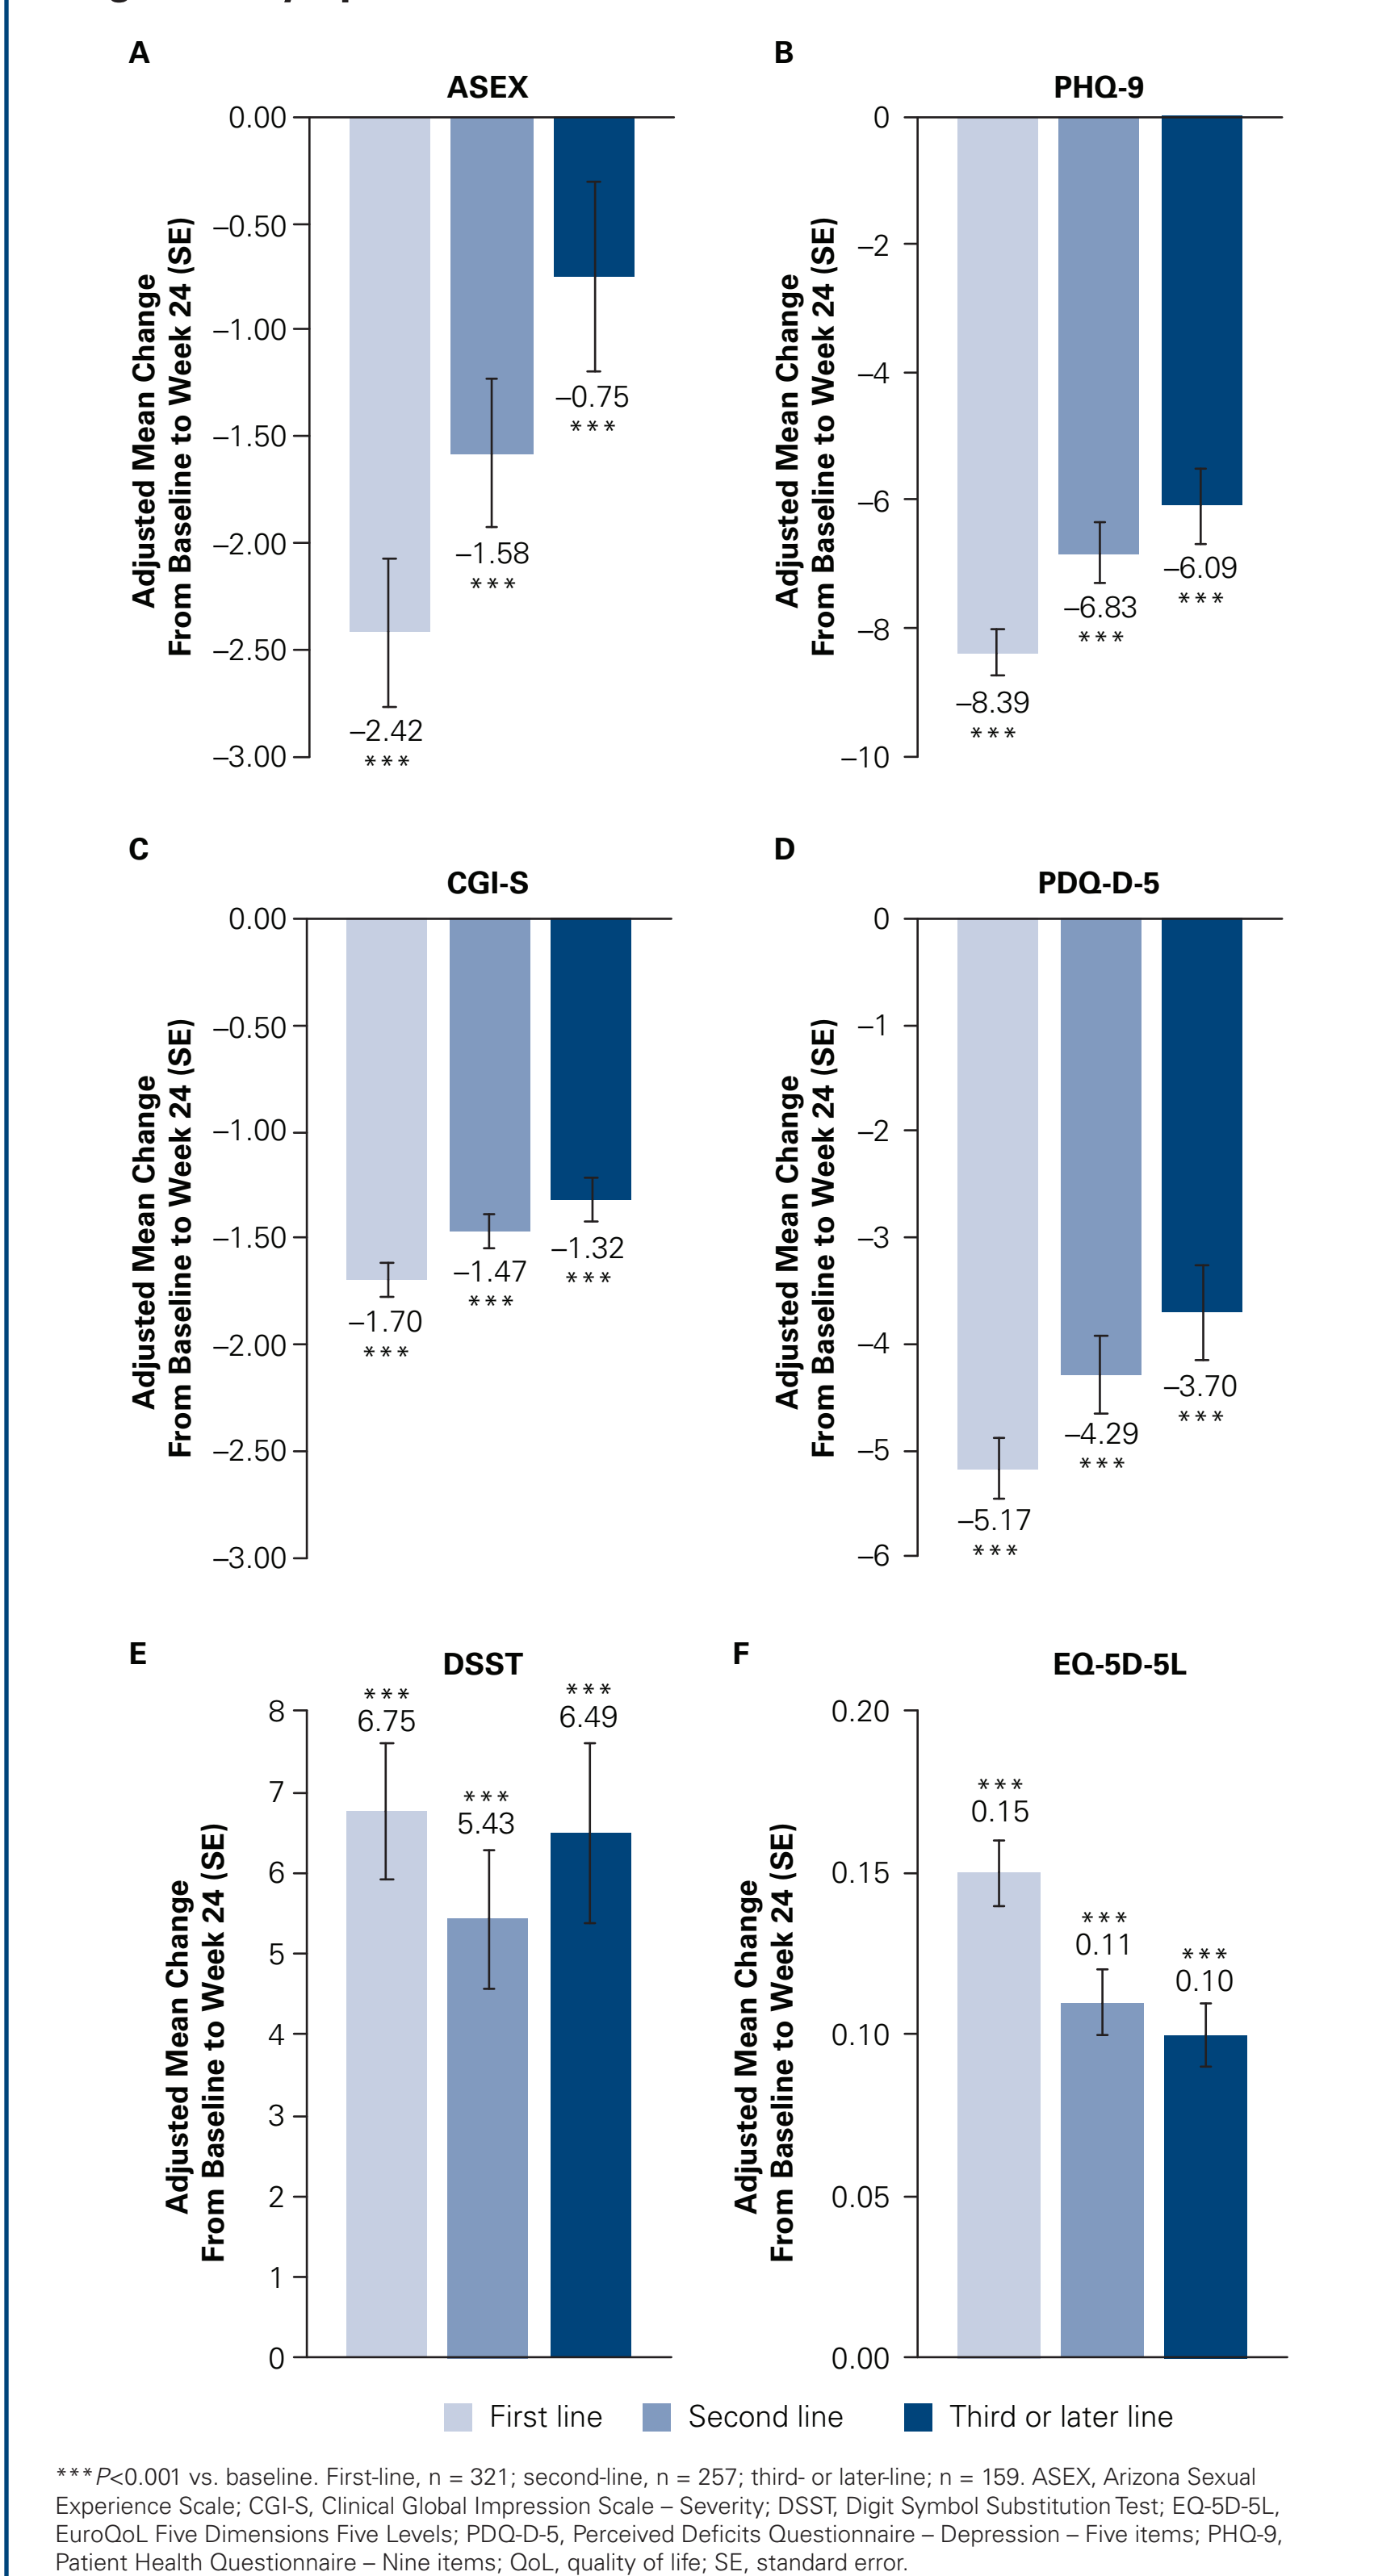 A
ASEX
Adjusted Mean Change
From Baseline to Week 24 (SE)
0.00
–0.50
–1.00
–1.50
–2.00
–2.50
–3.00
–2.42
***
–1.58
***
–0.75
***
B
PHQ-9
Adjusted Mean Change
From Baseline to Week 24 (SE)
0
–2
–4
–6
–8
–10
–8.39
***
–6.83
***
–6.09
***
C
CGI-S
Adjusted Mean Change
From Baseline to Week 24 (SE)
0.00
–0.50
–1.00
–1.50
–2.00
–2.50
–3.00
–1.70
***
–1.47
***
–1.32
***
D
PDQ-D-5
Adjusted Mean Change
From Baseline to Week 24 (SE)
0
–1
–2
–3
–4
–5
–6
–5.17
***
–4.29
***
–3.70
***
E
DSST
Adjusted Mean Change
From Baseline to Week 24 (SE)
8
7
6
5
4
3
2
1
0
***
6.75
***
5.43
***
6.49
F
EQ-5D-5L
Adjusted Mean Change
From Baseline to Week 24 (SE)
0.20
0.15
0.10
0.05
0.00
***
0.15
***
0.11
***
0.10
First line Second line Third or later line
***P<0.001 vs. baseline. First-line, n = 321; second-line, n = 257; third- or later-line; n = 159. ASEX, Arizona Sexual
Experience Scale; CGI-S, Clinical Global Impression Scale – Severity; DSST, Digit Symbol Substitution Test; EQ-5D-5L,
EuroQoL Five Dimensions Five Levels; PDQ-D-5, Perceived Deficits Questionnaire – Depression – Five items; PHQ-9,
Patient Health Questionnaire – Nine items; QoL, quality of life; SE, standard error.